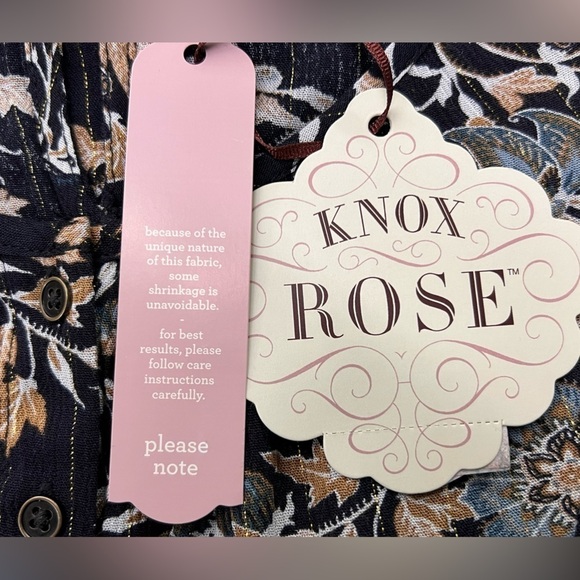 because of the
unique nature
of this fabric,
some
shrinkage is
unavoidable.
-
for best
results, please
follow care
instructions
carefully.
please
note
KNOX
ROSE™